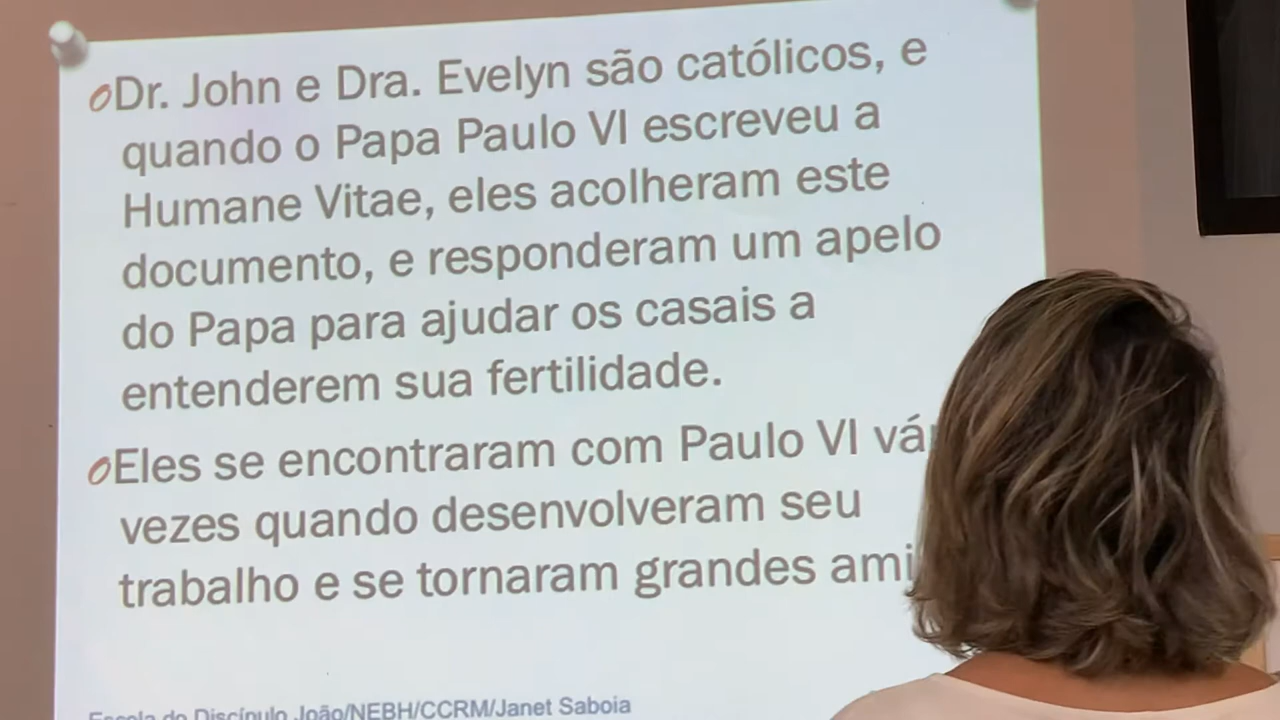 Dr. John e Dra. Evelyn são católicos, e
quando o Papa Paulo VI escreveu a
Humane Vitae, eles acolheram este
documento, e responderam um apelo
do Papa para ajudar os casais a
entenderem sua fertilidade.
Eles se encontraram com Paulo VI
vezes quando desenvolveram seu
trabalho e se tornaram grandes
Escola do Discípulo João/NEBH/CCRM/Janet Saboia